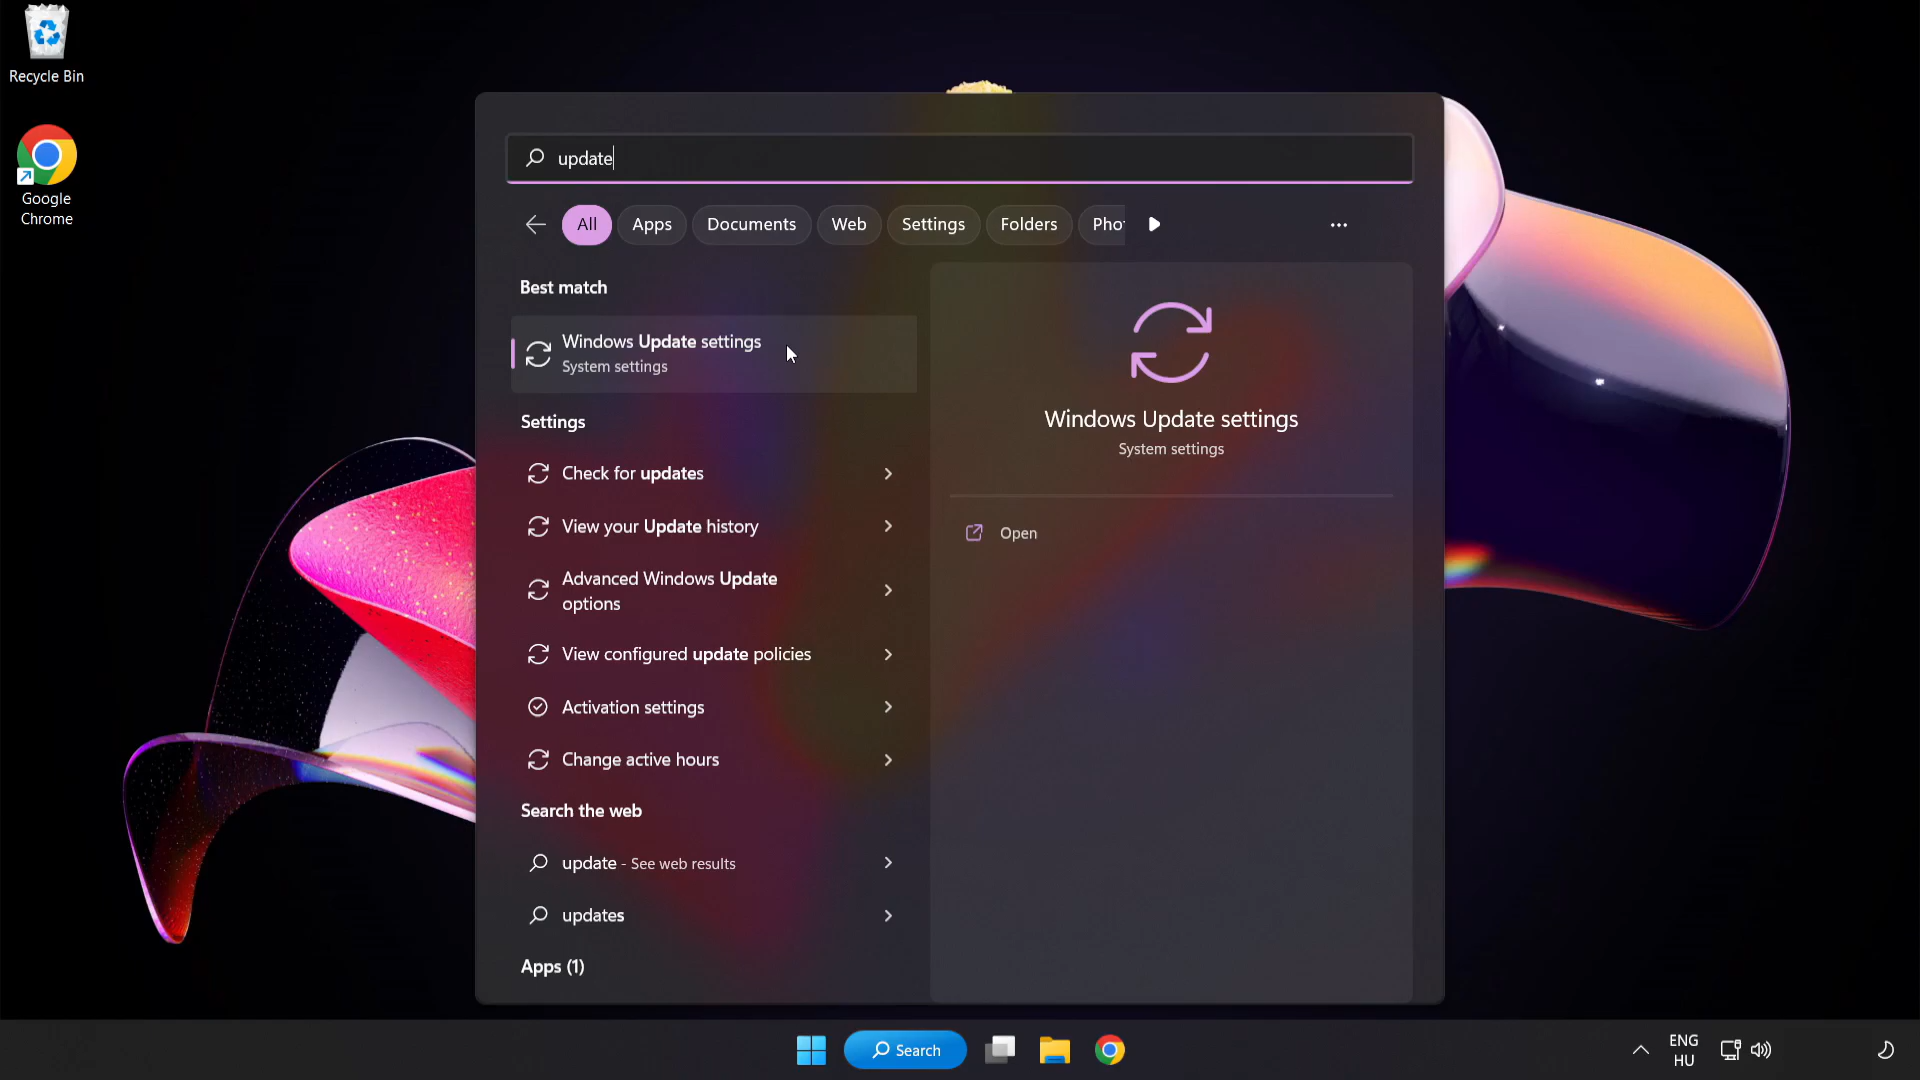 Recycle Bin
Google
Chrome
update
All
Apps
Documents
Web
Settings
Folders
Pho
Best match
Windows Update settings
System settings
Settings
Check for updates
View your Update history
Advanced Windows Update
options
View configured update policies
Activation settings
Change active hours
Search the web
update - See web results
updates
Apps (1)
Windows Update settings
System settings
Open
Search
ENG
HU